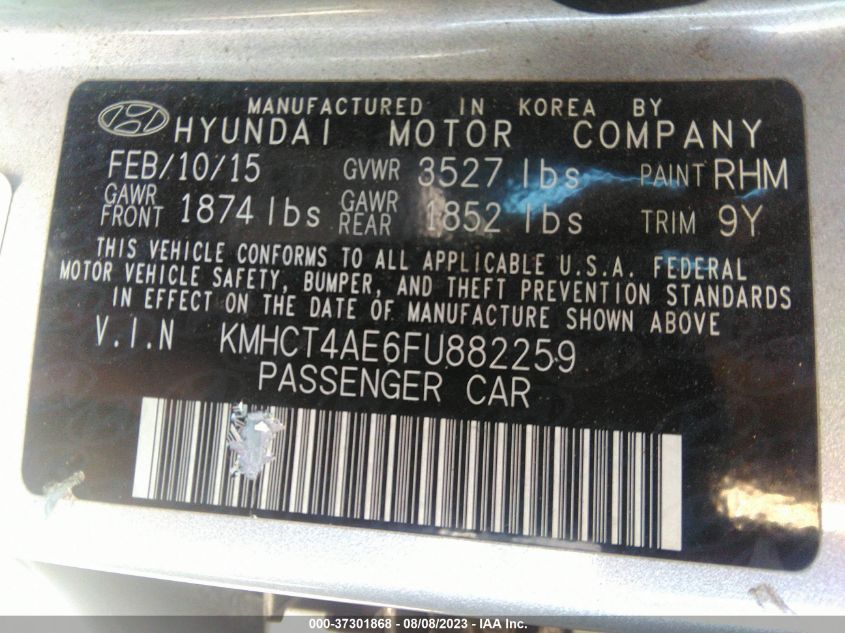 MANUFACTURED IN KOREA BY
HYUNDAI MOTOR COMPANY
FEB/10/15 GVWR 3527 lbs PAINT RHM
GAWR FRONT 1874 lbs GAWR REAR 1852 lbs TRIM 9Y
THIS VEHICLE CONFORMS TO ALL APPLICABLE U.S.A. FEDERAL
MOTOR VEHICLE SAFETY, BUMPER, AND THEFT PREVENTION STANDARDS
IN EFFECT ON THE DATE OF MANUFACTURE SHOWN ABOVE
V.I.N KMHCT4AE6FU882259
PASSENGER CAR
000-37301868 - 08/08/2023 - © IAA Inc.